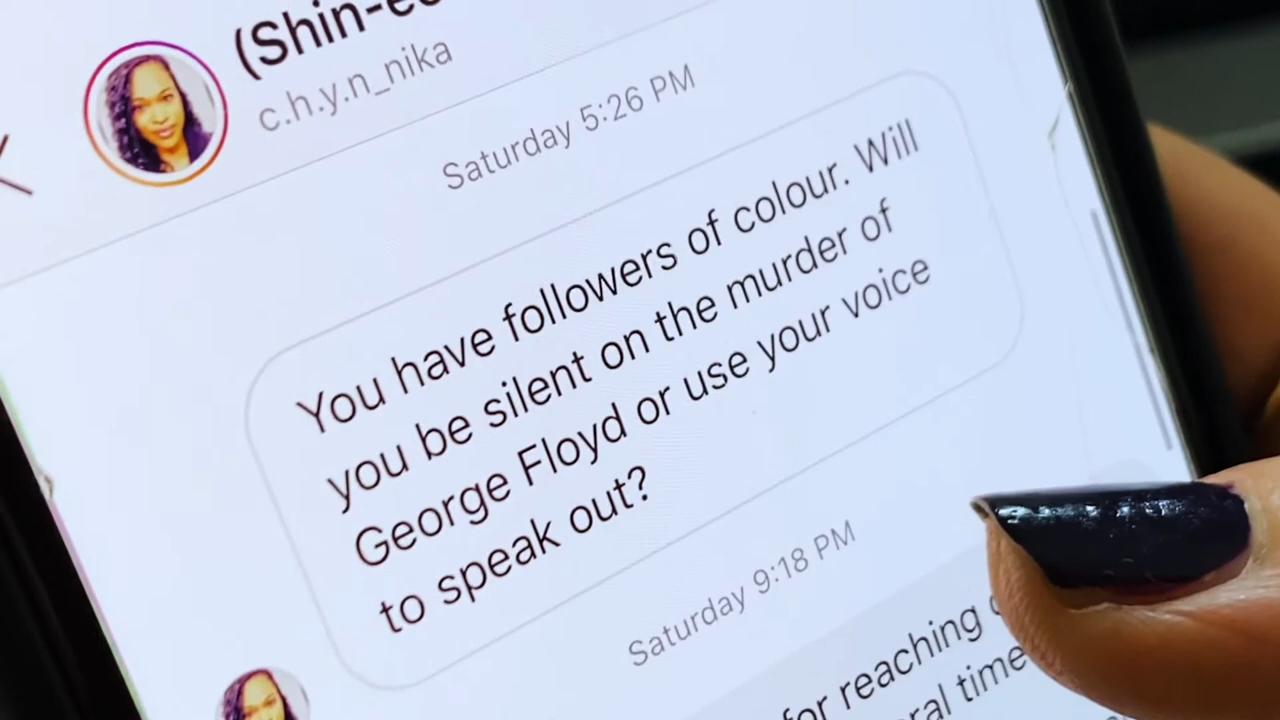 (Shin-
c.h.y.n_nika
Saturday 5:26 PM
You have followers of colour. Will
you be silent on the murder of
George Floyd or use your voice
to speak out?
Saturday 9:18 PM
for reaching
time